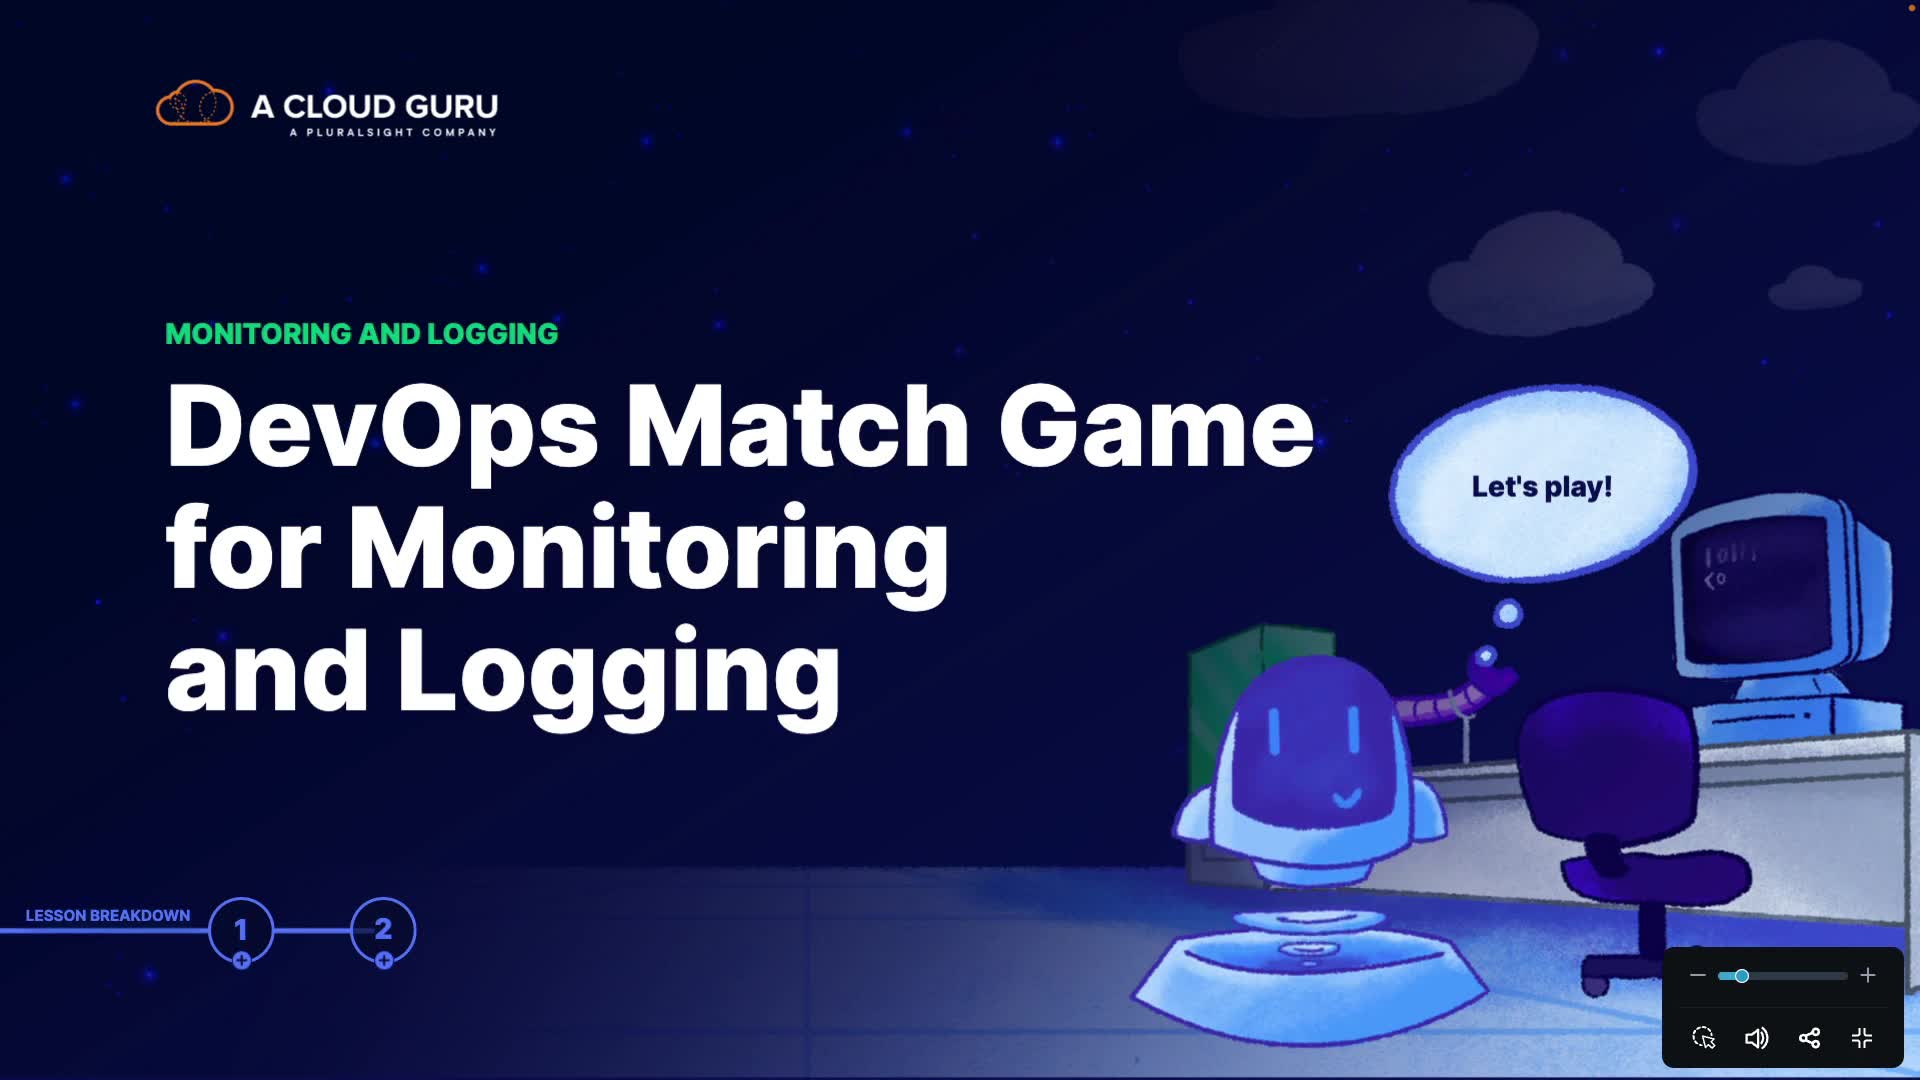 A CLOUD GURU
A PLURALSIGHT COMPANY
MONITORING AND LOGGING
DevOps Match Game
for Monitoring
and Logging
Let's play!
LESSON BREAKDOWN
1
2